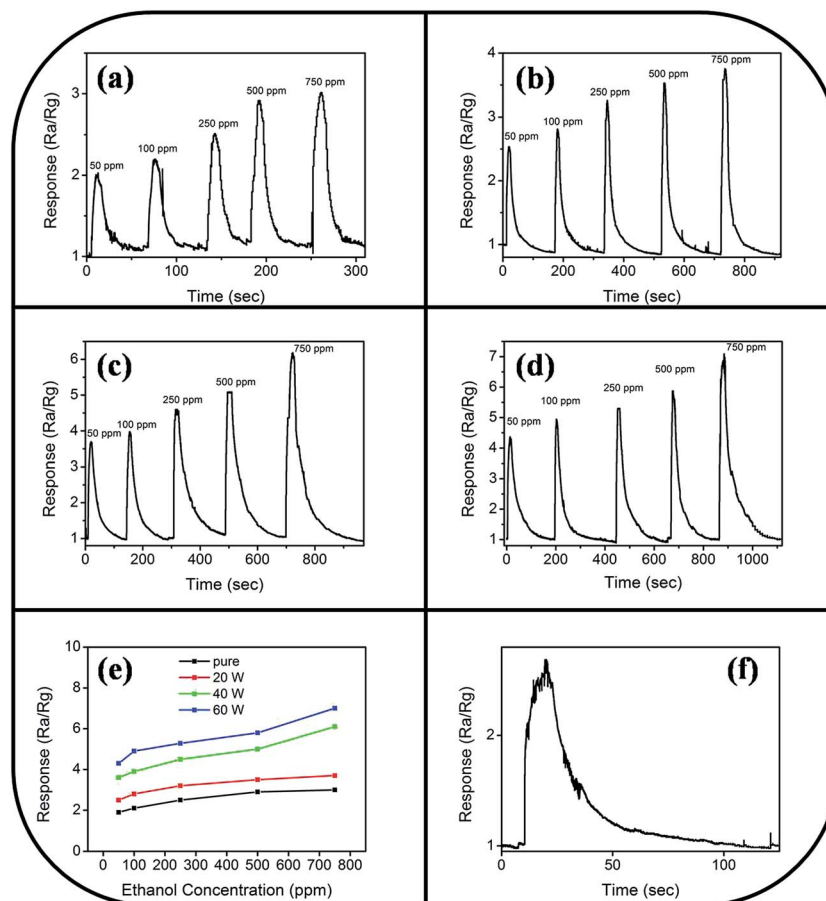 (a)
50 ppm
100 ppm
250 ppm
500 ppm
750 ppm
Response (Ra/Rg)
3
2
1
0 100 200 300
Time (sec)
(b)
50 ppm
100 ppm
250 ppm
500 ppm
750 ppm
Response (Ra/Rg)
4
3
2
1
0 200 400 600 800
Time (sec)
(c)
50 ppm
100 ppm
250 ppm
500 ppm
750 ppm
Response (Ra/Rg)
6
5
4
3
2
1
0 200 400 600 800
Time (sec)
(d)
50 ppm
100 ppm
250 ppm
500 ppm
750 ppm
Response (Ra/Rg)
7
6
5
4
3
2
1
0 200 400 600 800 1000
Time (sec)
(e)
pure
20 W
40 W
60 W
Response (Ra/Rg)
10
8
6
4
2
0
0 100 200 300 400 500 600 700 800
Ethanol Concentration (ppm)
(f)
Response (Ra/Rg)
2
1
0 50 100
Time (sec)